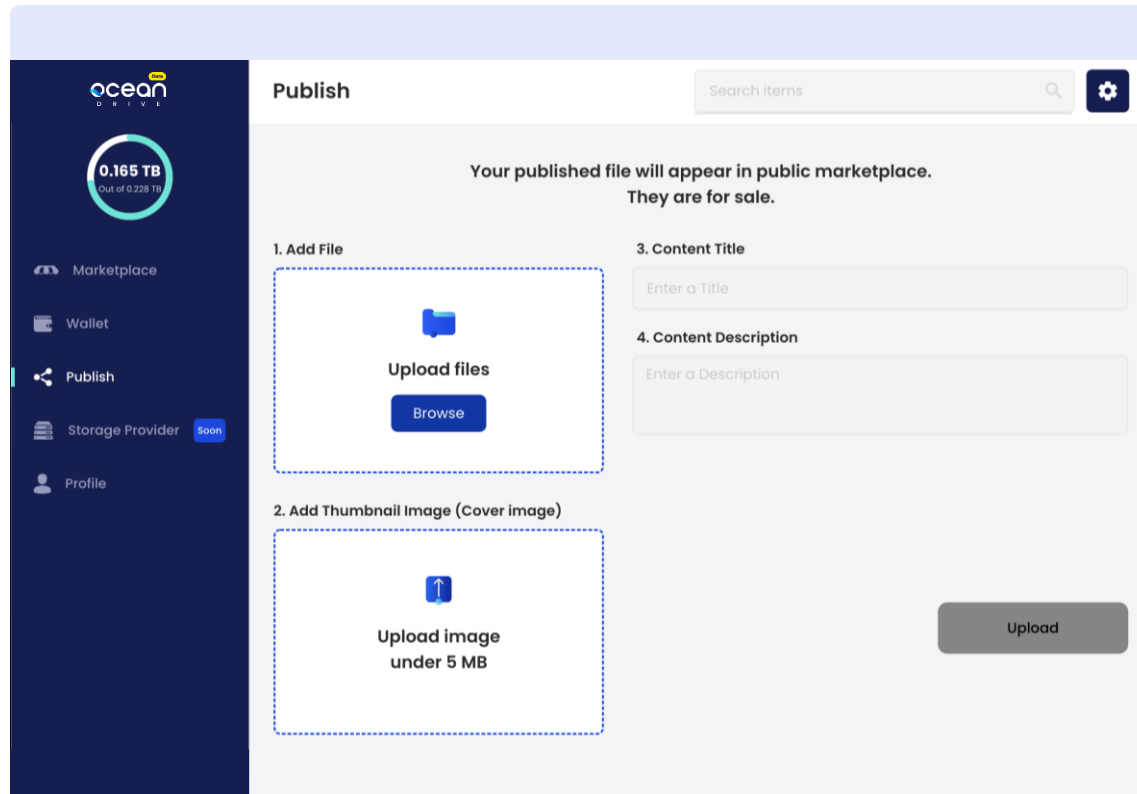 Beta
ocean
DRIVE
Publish
Search items
0.165 TB
Out of 0.228 TB
Your published file will appear in public marketplace.
They are for sale.
Marketplace
Wallet
Publish
Storage Provider Soon
Profile
1. Add File
Upload files
Browse
2. Add Thumbnail Image (Cover image)
Upload image
under 5 MB
3. Content Title
Enter a Title
4. Content Description
Enter a Description
Upload